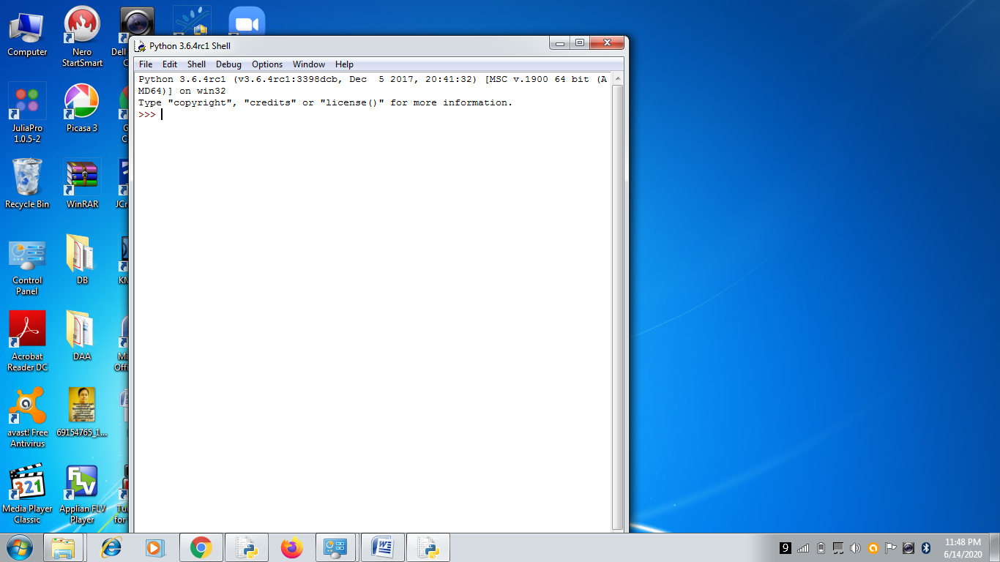 Computer
Nero
StartSmart
Dell
C
Python 3.6.4rc1 Shell
File Edit Shell Debug Options Window Help
Python 3.6.4rc1 (v3.6.4rc1:3398dcb, Dec  5 2017, 20:41:32) [MSC v.1900 64 bit (A
MD64)] on win32
Type "copyright", "credits" or "license()" for more information.
>>>
JuliaPro
1.0.5-2
Picasa 3
G
C
Recycle Bin
WinRAR
JCr
Control
Panel
DB
KN
Acrobat
Reader DC
DAA
Mi
Offi
avast! Free
Antivirus
69154765_1...
321
Media Player
Classic
FLV
Applian FLV
Player
Tu
for
9
11:48 PM
6/14/2020